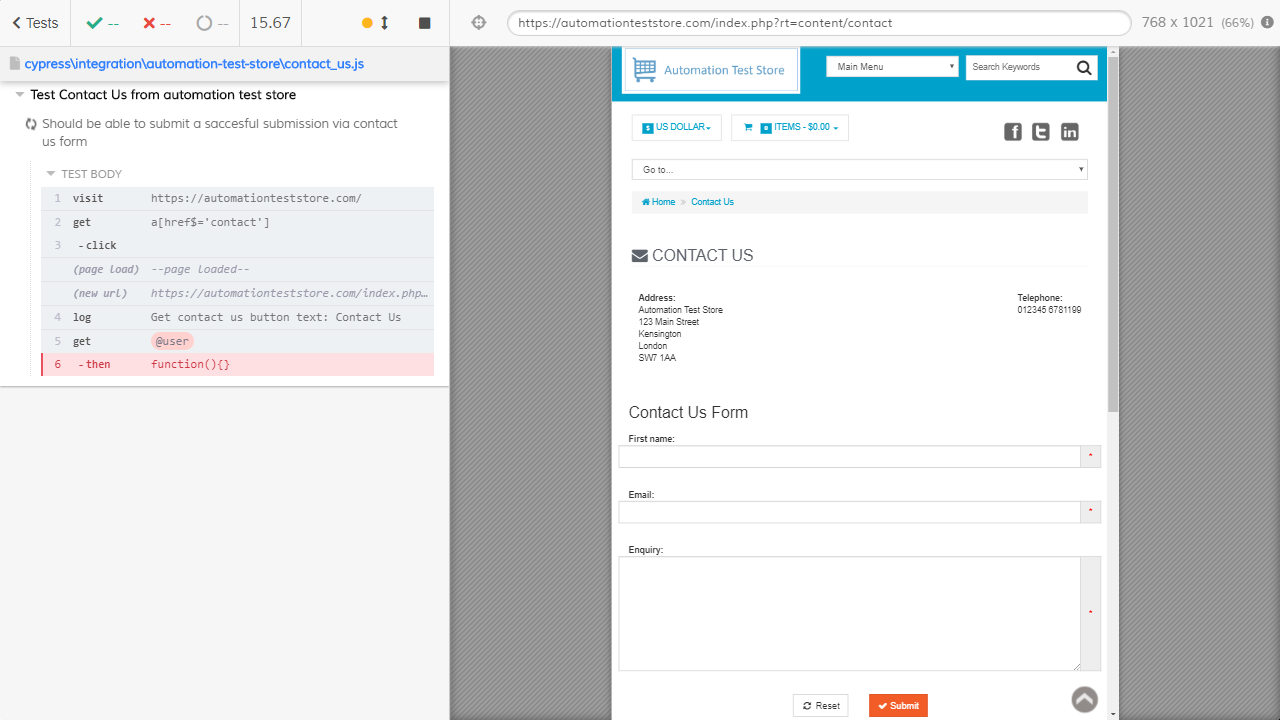 Tests
--
--
--
15.67
https://automationteststore.com/index.php?rt=content/contact
768 x 1021 (66%)
cypress\integration\automation-test-store\contact_us.js
Test Contact Us from automation test store
Should be able to submit a saccesful submission via contact
us form
TEST BODY
1 visit https://automationteststore.com/
2 get a[href$='contact']
3 -click
(page load) --page loaded--
(new url) https://automationteststore.com/index.php…
4 log Get contact us button text: Contact Us
5 get @user
6 -then function(){}
Automation Test Store
Main Menu
Search Keywords
$ US DOLLAR
0 ITEMS - $0.00
Go to...
Home » Contact Us
CONTACT US
Address:
Automation Test Store
123 Main Street
Kensington
London
SW7 1AA
Telephone:
012345 6781199
Contact Us Form
First name:
*
Email:
*
Enquiry:
*
Reset
Submit